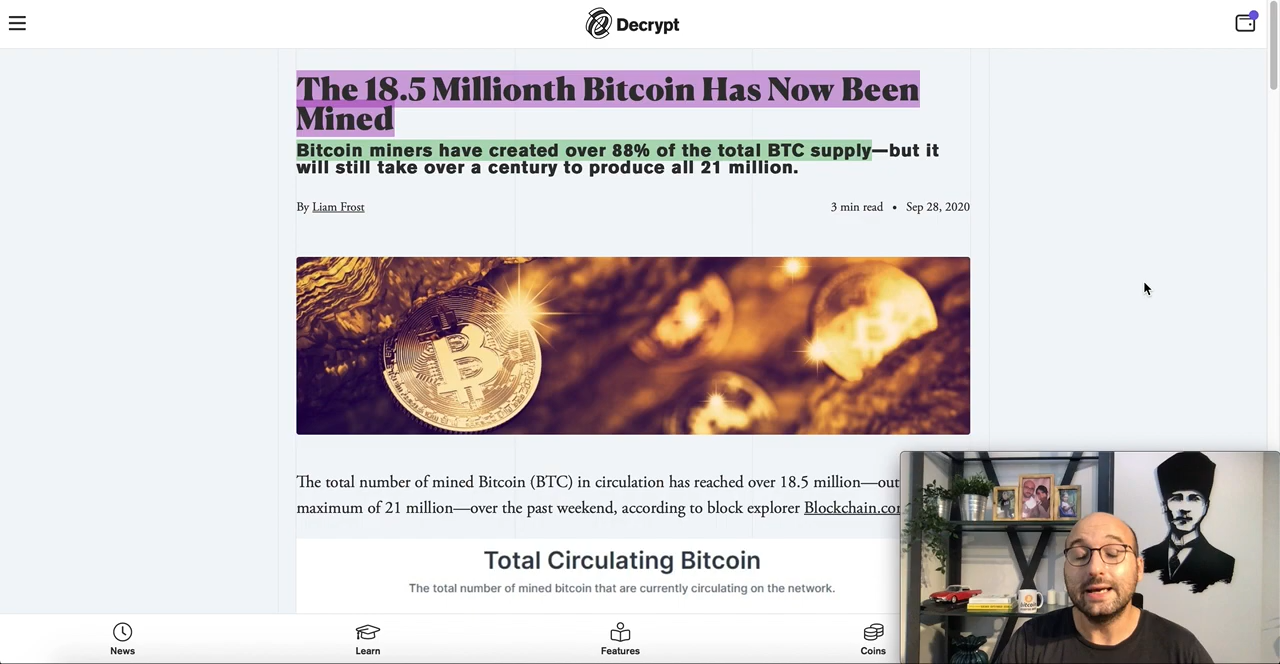 Decrypt
The 18.5 Millionth Bitcoin Has Now Been
Mined
Bitcoin miners have created over 88% of the total BTC supply—but it
will still take over a century to produce all 21 million.
By Liam Frost
3 min read • Sep 28, 2020
The total number of mined Bitcoin (BTC) in circulation has reached over 18.5 million—out
maximum of 21 million—over the past weekend, according to block explorer Blockchain.co
Total Circulating Bitcoin
The total number of mined bitcoin that are currently circulating on the network.
bitcoin
News
Learn
Features
Coins